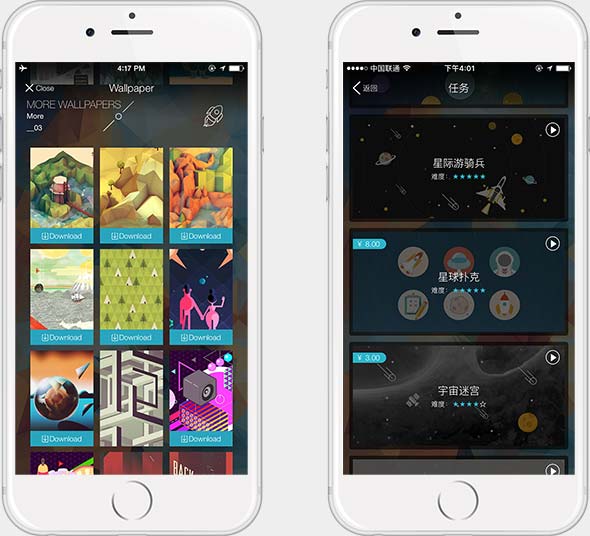 4:17 PM
Close
Wallpaper
MORE WALLPAPERS
More
__03
Download
Download
Download
Download
Download
Download
Download
Download
BACK
中国联通
下午4:01
返回
任务
星际游骑兵
难度：★★★★★
¥ 8.00
星球扑克
难度：★★★★★
¥ 3.00
宇宙迷宫
难度：★★★★☆